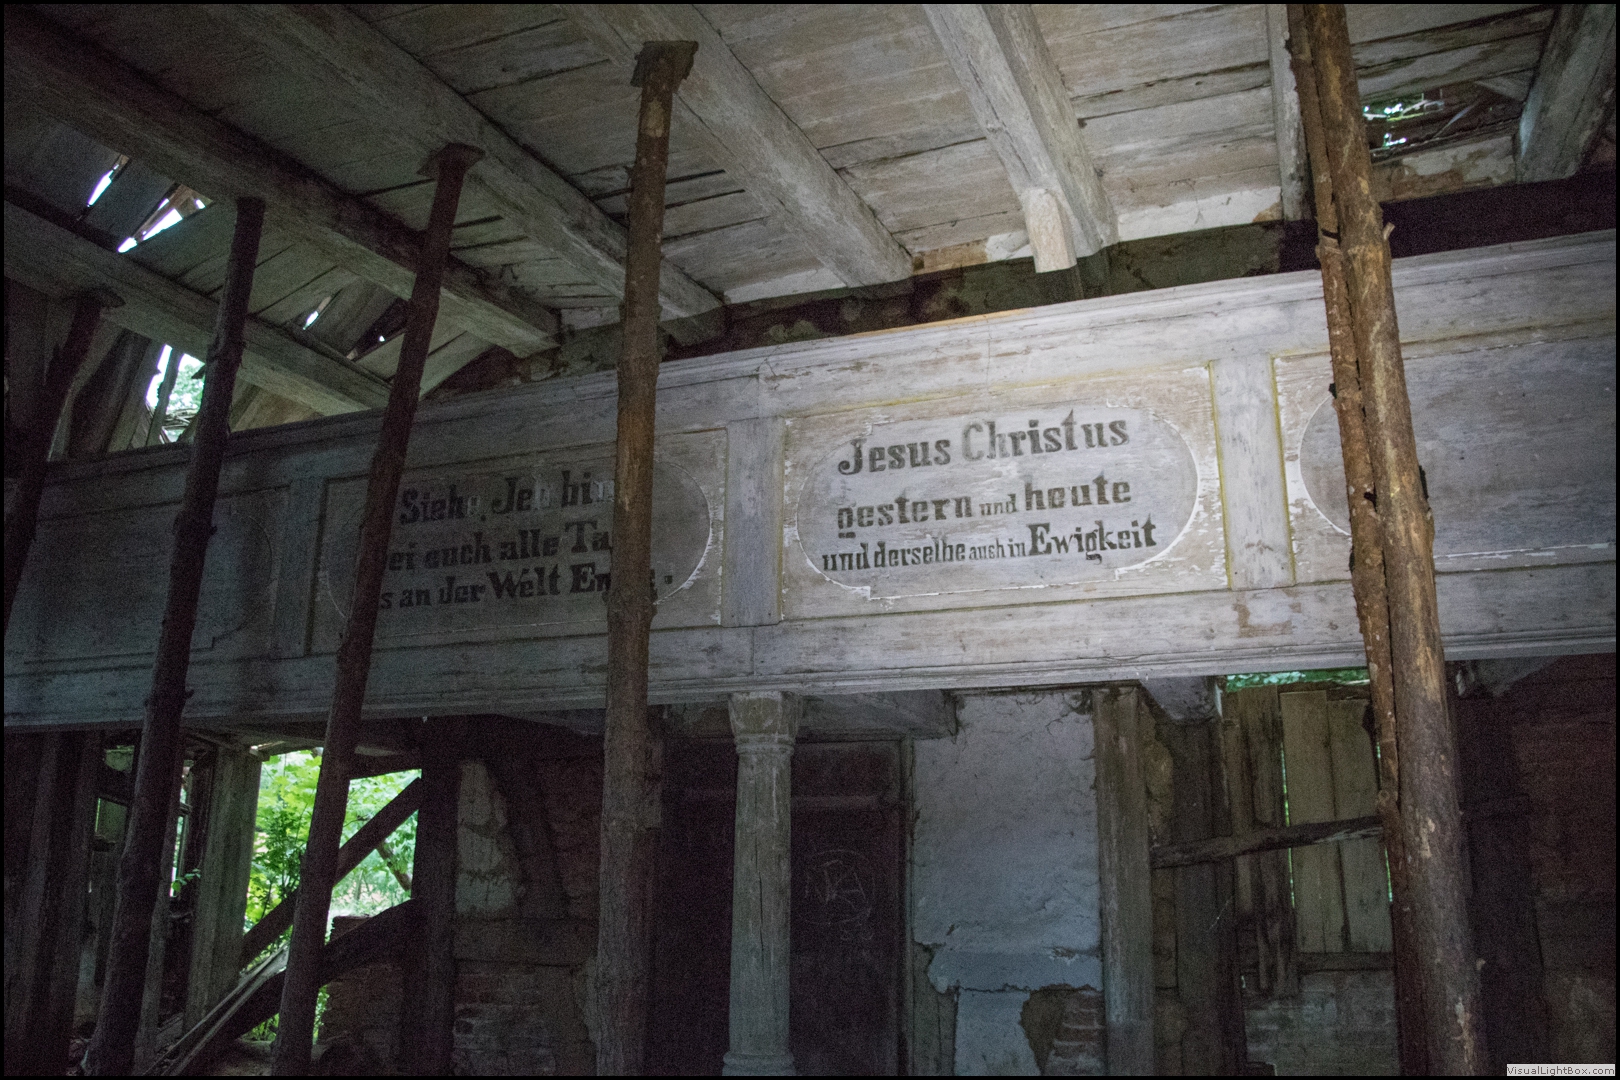 Siehe, Ich bin
bei euch alle Ta
s an der Welt En
Jesus Christus
gestern und heute
und derselbe auch in Ewigkeit
VisualLightBox.com